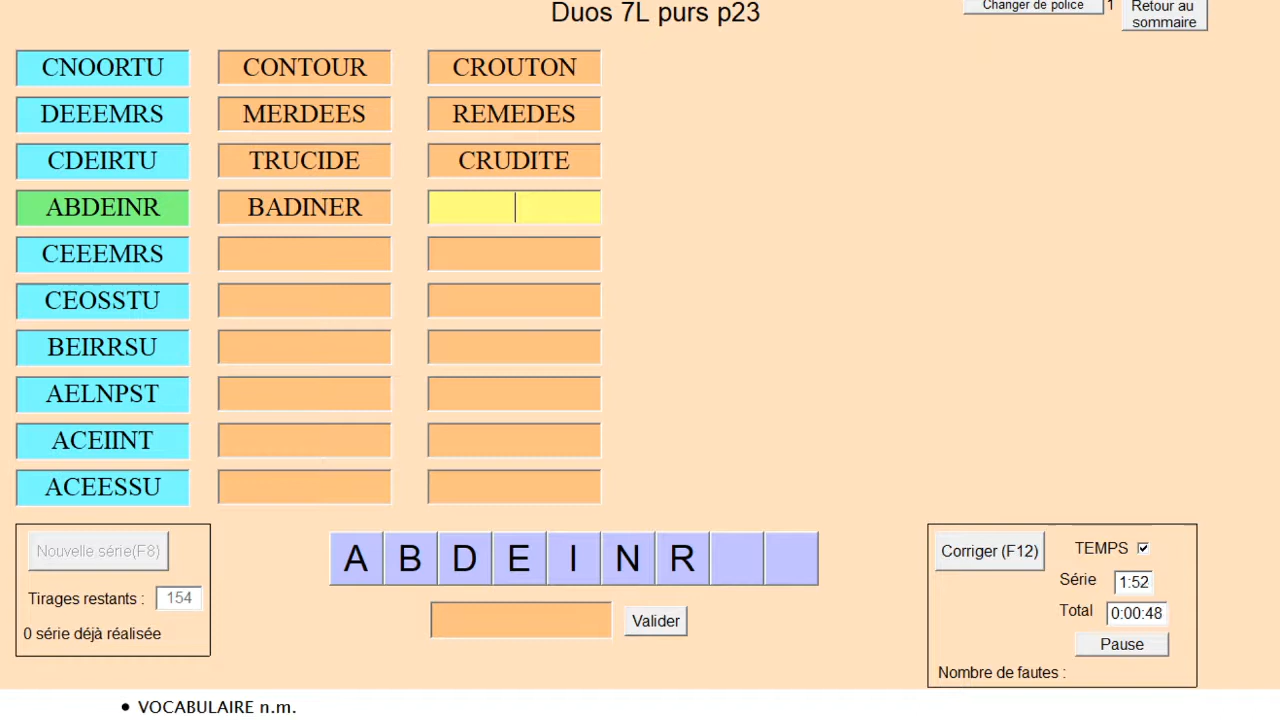 Duos 7L purs p23
Changer de police 1 Retour au
sommaire
CNOORTU CONTOUR CROUTON
DEEEMRS MERDEES REMEDES
CDEIRTU TRUCIDE CRUDITE
ABDEINR BADINER
CEEEMRS
CEOSSTU
BEIRRSU
AELNPST
ACEIINT
ACEESSU
Nouvelle série(F8)
Tirages restants : 154
0 série déjà réalisée
A B D E I N R
Valider
Corriger (F12) TEMPS
Série 1:52
Total 0:00:48
Pause
Nombre de fautes :
• VOCABULAIRE n.m.